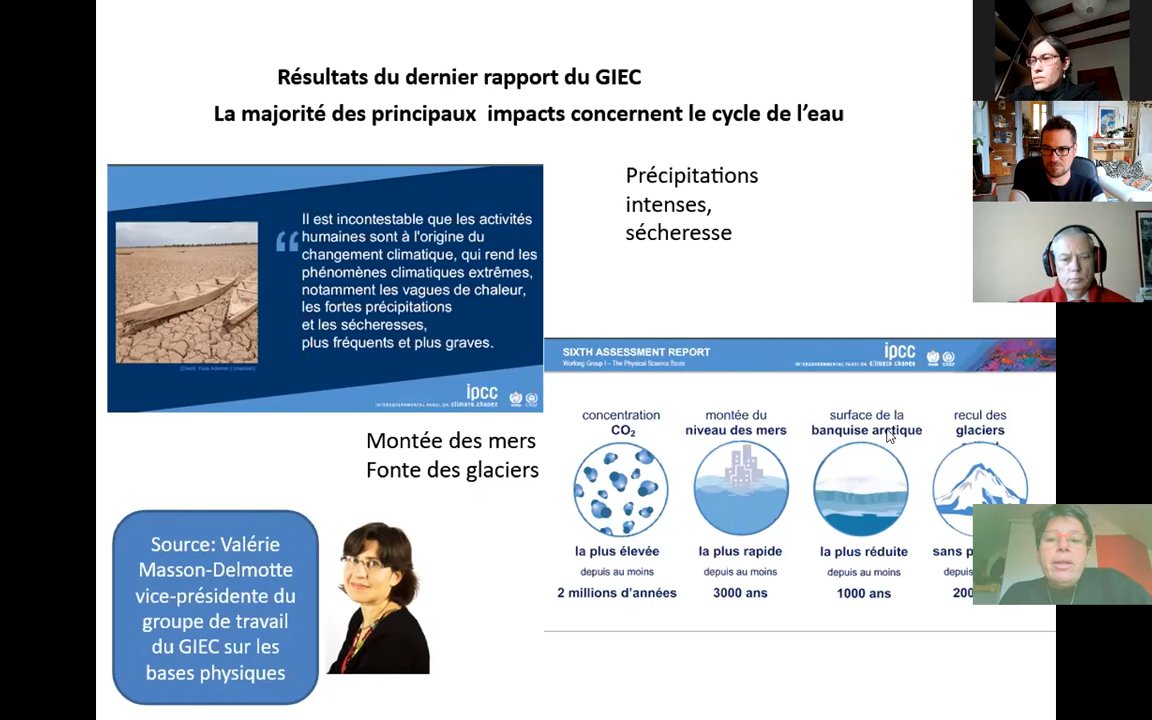 Résultats du dernier rapport du GIEC
La majorité des principaux impacts concernent le cycle de l'eau
Précipitations
intenses,
sécheresse
Il est incontestable que les activités
humaines sont à l'origine du
changement climatique, qui rend les
phénomènes climatiques extrêmes,
notamment les vagues de chaleur,
les fortes précipitations
et les sécheresses,
plus fréquents et plus graves.
ipcc
INTERGOVERNMENTAL PANEL ON climate change
SIXTH ASSESSMENT REPORT
Working Group I – The Physical Science Basis
ipcc
INTERGOVERNMENTAL PANEL ON climate change
concentration
CO₂
la plus élevée
depuis au moins
2 millions d'années
montée du
niveau des mers
la plus rapide
depuis au moins
3000 ans
surface de la
banquise arctique
la plus réduite
depuis au moins
1000 ans
recul des
glaciers
sans
Montée des mers
Fonte des glaciers
Source: Valérie
Masson-Delmotte
vice-présidente du
groupe de travail
du GIEC sur les
bases physiques